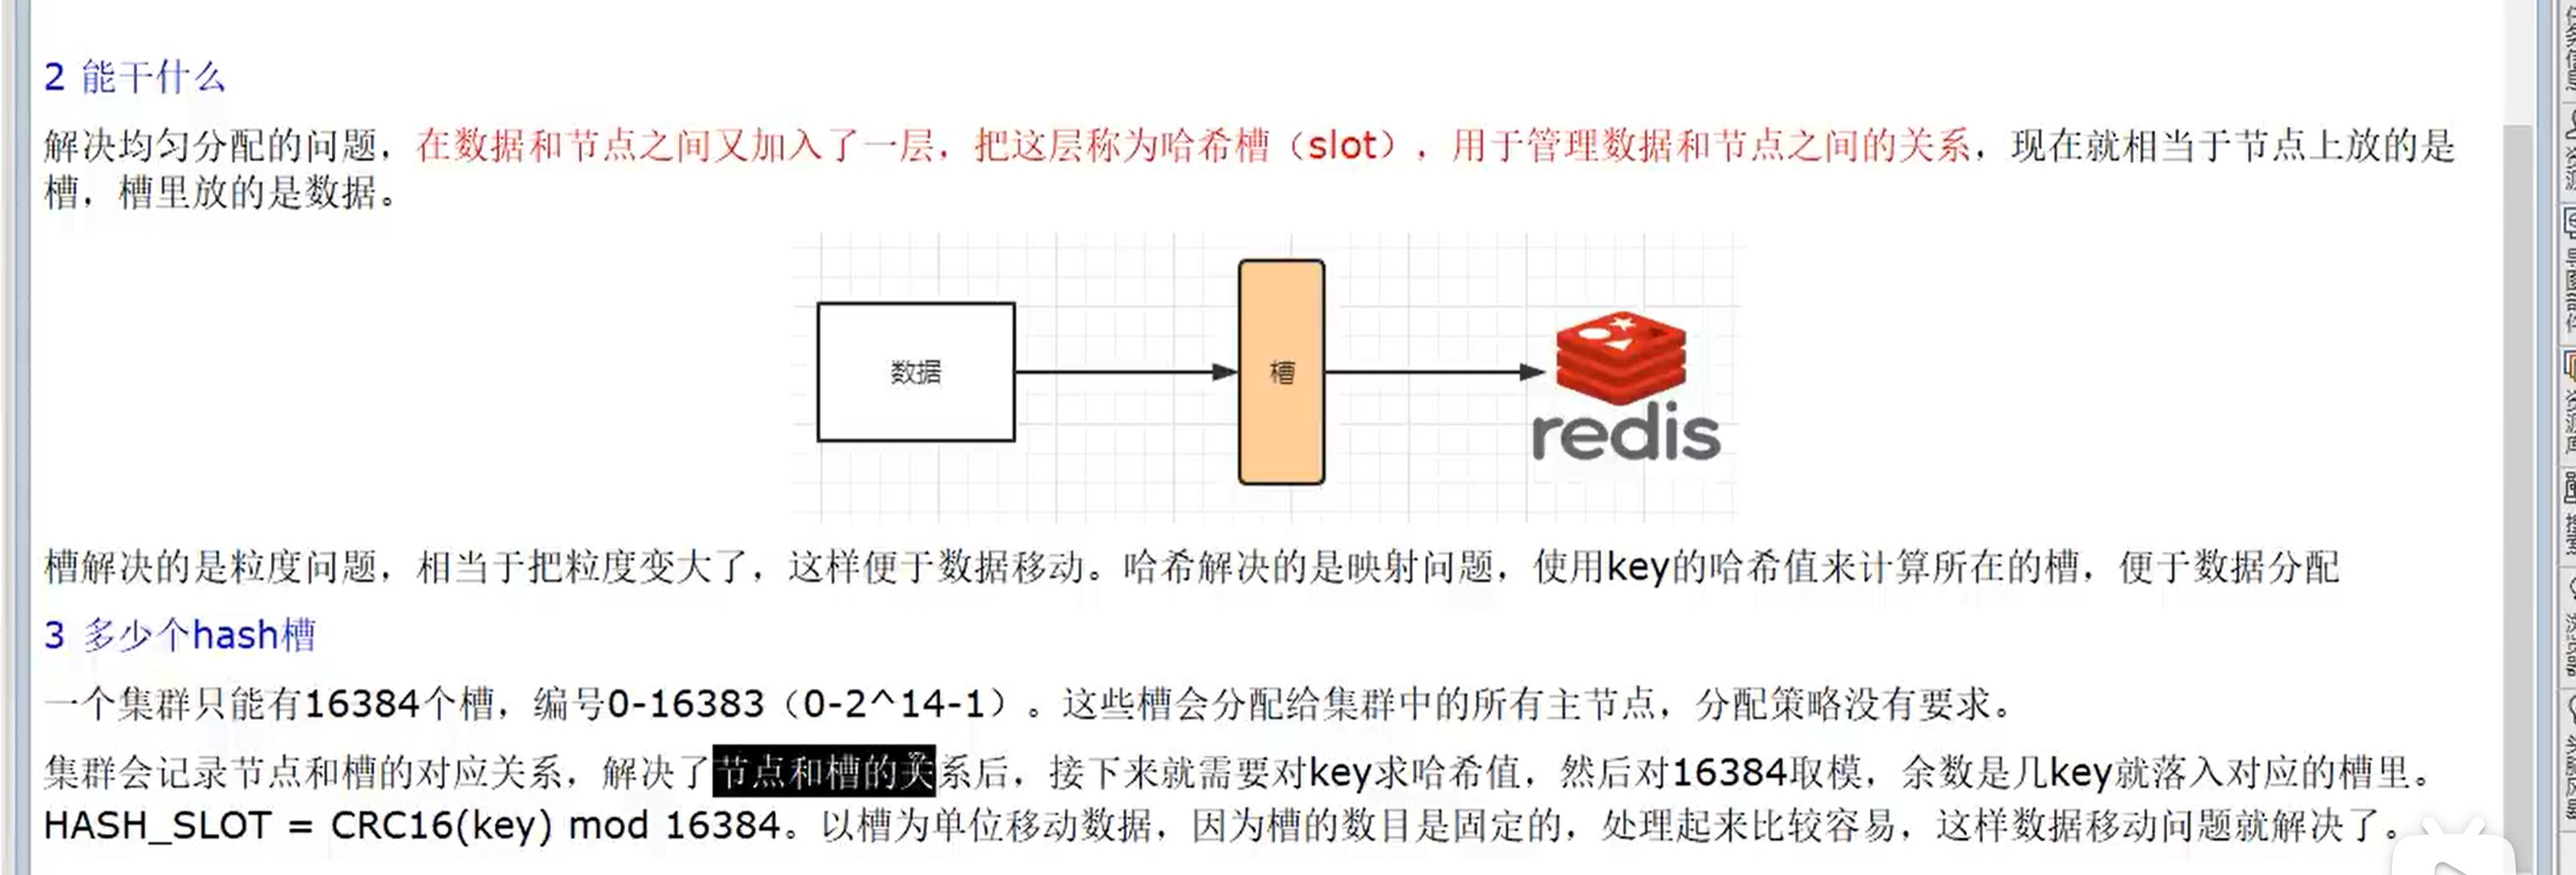 2 能干什么
解决均匀分配的问题，在数据和节点之间又加入了一层，把这层称为哈希槽（slot），用于管理数据和节点之间的关系，现在就相当于节点上放的是
槽，槽里放的是数据。
数据
槽
redis
槽解决的是粒度问题，相当于把粒度变大了，这样便于数据移动。哈希解决的是映射问题，使用key的哈希值来计算所在的槽，便于数据分配
3 多少个hash槽
一个集群只能有16384个槽，编号0-16383（0-2^14-1）。这些槽会分配给集群中的所有主节点，分配策略没有要求。
集群会记录节点和槽的对应关系，解决了节点和槽的关系后，接下来就需要对key求哈希值，然后对16384取模，余数是几key就落入对应的槽里。
HASH_SLOT = CRC16(key) mod 16384。以槽为单位移动数据，因为槽的数目是固定的，处理起来比较容易，这样数据移动问题就解决了。